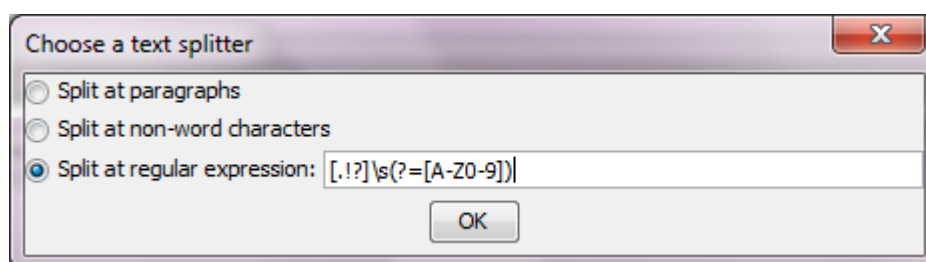 Choose a text splitter
Split at paragraphs
Split at non-word characters
Split at regular expression: [.!?]\s(?=[A-Z0-9])
OK